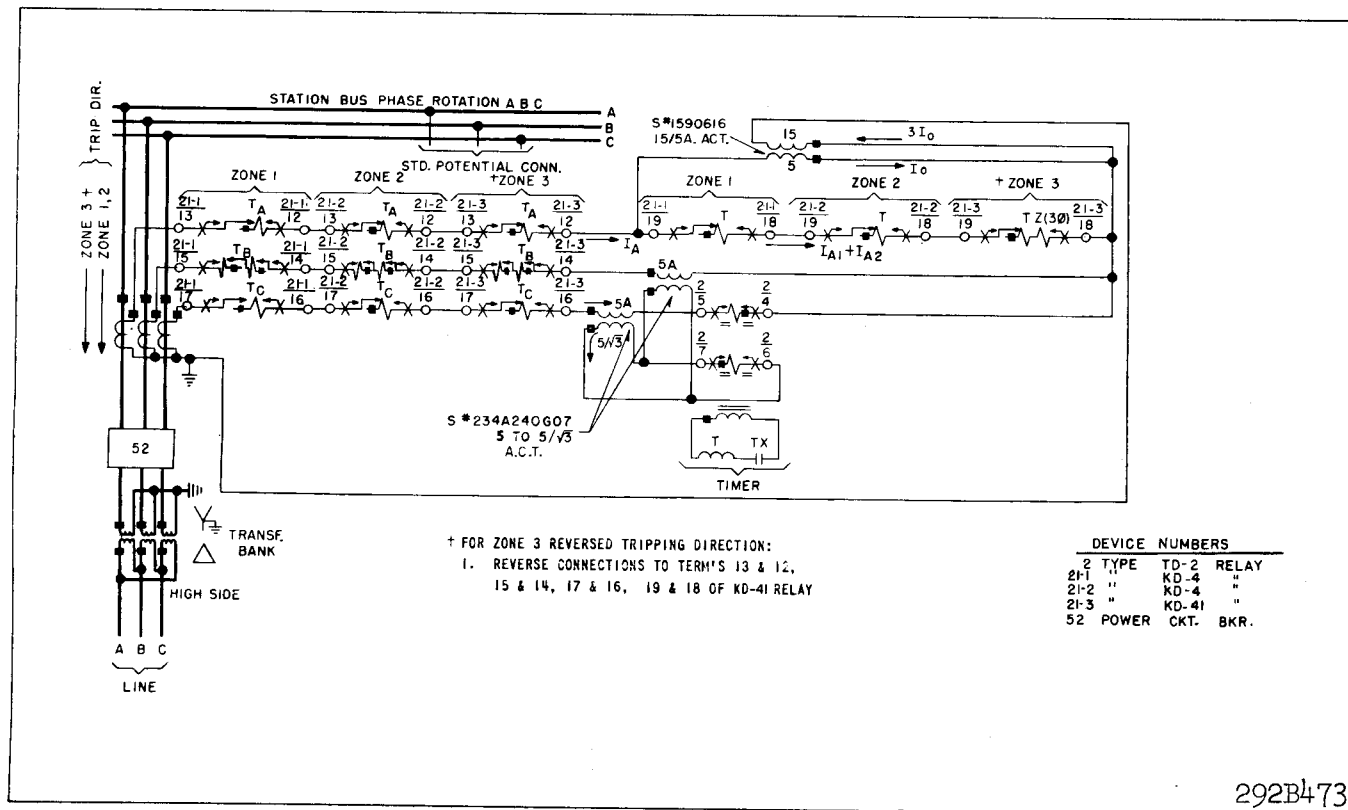 STATION BUS PHASE ROTATION A B C
A
B
C
TRIP DIR.
ZONE 3 +
ZONE 1,2
STD. POTENTIAL CONN.
S#1590616
15/5A. ACT.
15
5
3I0
I0
ZONE 1
ZONE 2
+ZONE 3
ZONE 1
ZONE 2
+ ZONE 3
21-1
13
TA
21-1
12
21-2
13
TA
21-2
12
21-3
13
TA
21-3
12
IA
21-1
19
T
21-1
18
IA1 + IA2
21-2
19
T
21-2
18
21-3
19
T Z(3Ø)
21-3
18
21-1
15
TB
21-1
14
21-2
15
TB
21-2
14
21-3
15
TB
21-3
14
5A
21-1
17
TC
21-1
16
21-2
17
TC
21-2
16
21-3
17
TC
21-3
16
5A
2
5
2
4
5/√3
2
7
2
6
S #234A240G07
5 TO 5/√3
A.C.T.
T
TX
TIMER
52
TRANSF.
BANK
HIGH SIDE
A B C
LINE
+ FOR ZONE 3 REVERSED TRIPPING DIRECTION:
1. REVERSE CONNECTIONS TO TERM'S 13 & 12,
15 & 14, 17 & 16, 19 & 18 OF KD-41 RELAY
DEVICE NUMBERS
2 TYPE TD-2 RELAY
21-1 " KD-4 "
21-2 " KD-4 "
21-3 " KD-41 "
52 POWER CKT. BKR.
292B473